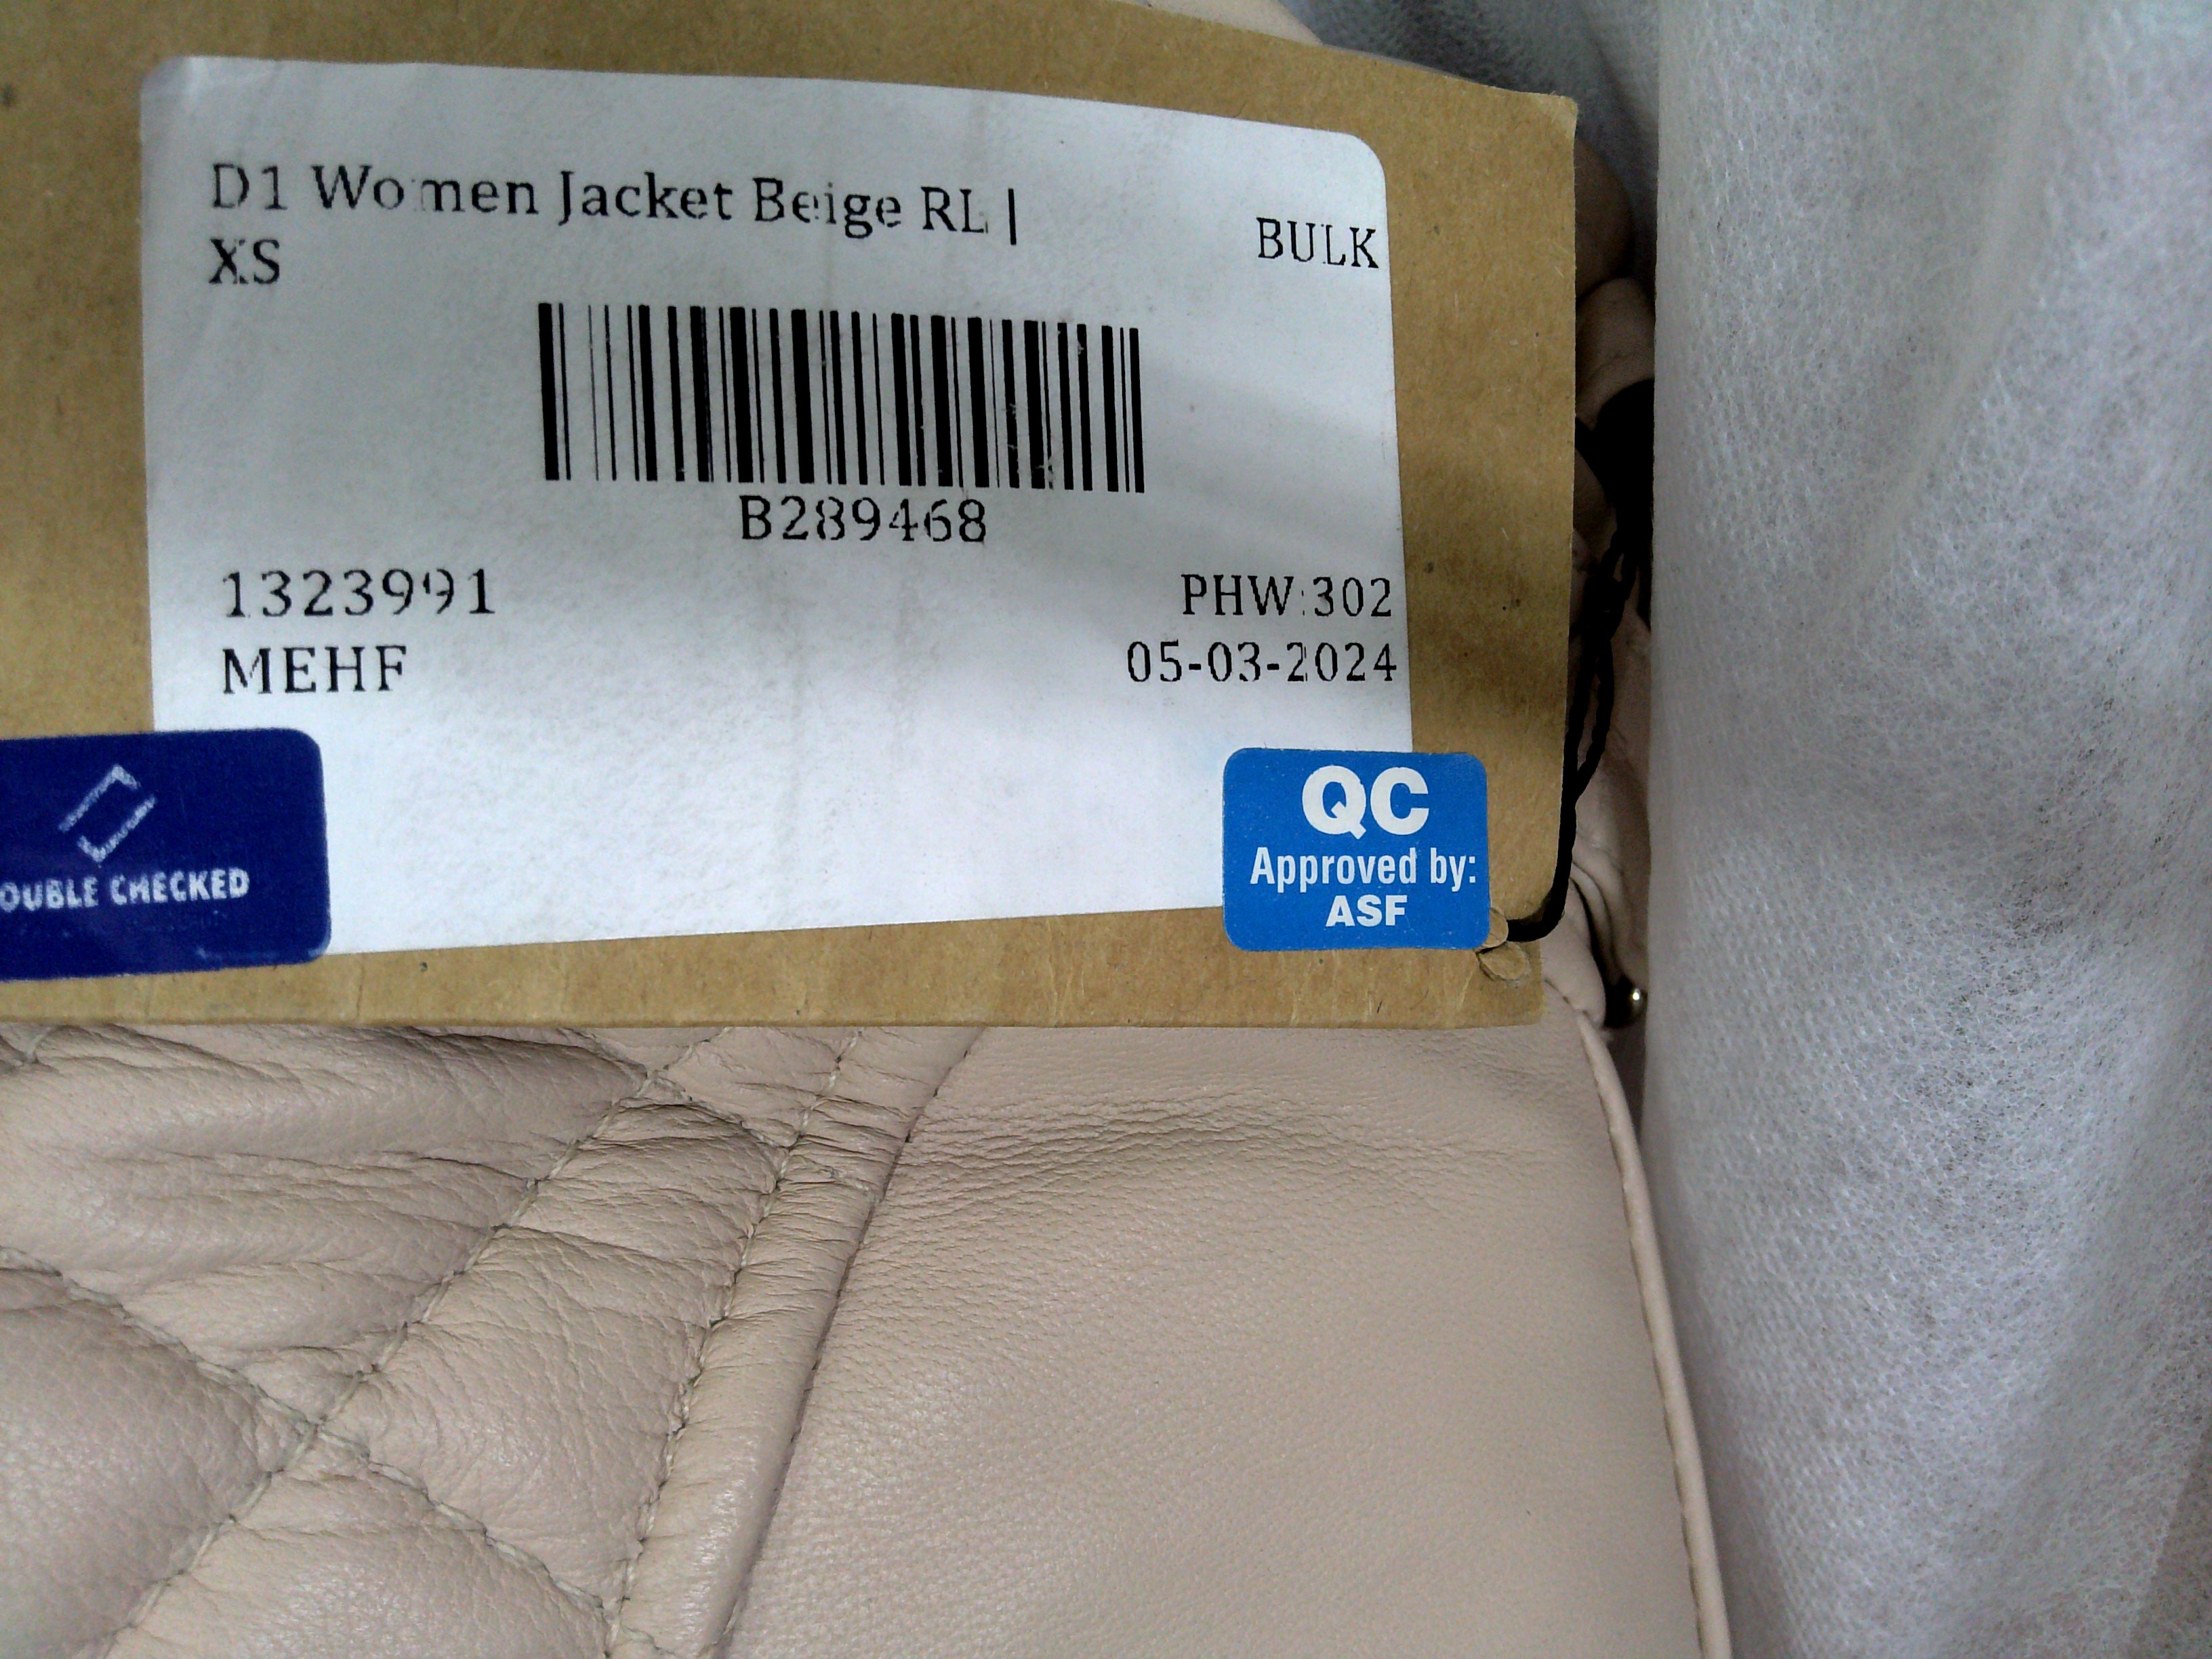 D1 Women Jacket Beige RL |
XS
BULK
B289468
1323991
PHW:302
MEHF
05-03-2024
OUBLE CHECKED
QC
Approved by:
ASF